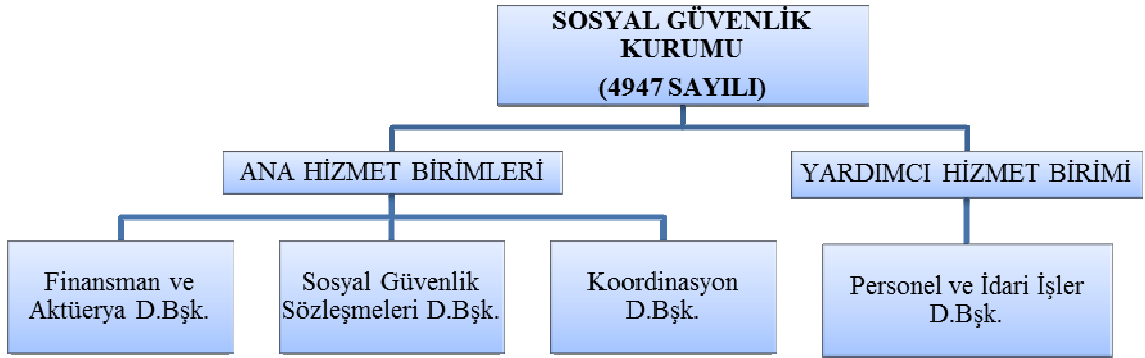 SOSYAL GÜVENLİK
KURUMU
(4947 SAYILI)
ANA HİZMET BİRİMLERİ
YARDIMCI HİZMET BİRİMİ
Finansman ve
Aktüerya D.Bşk.
Sosyal Güvenlik
Sözleşmeleri D.Bşk.
Koordinasyon
D.Bşk.
Personel ve İdari İşler
D.Bşk.